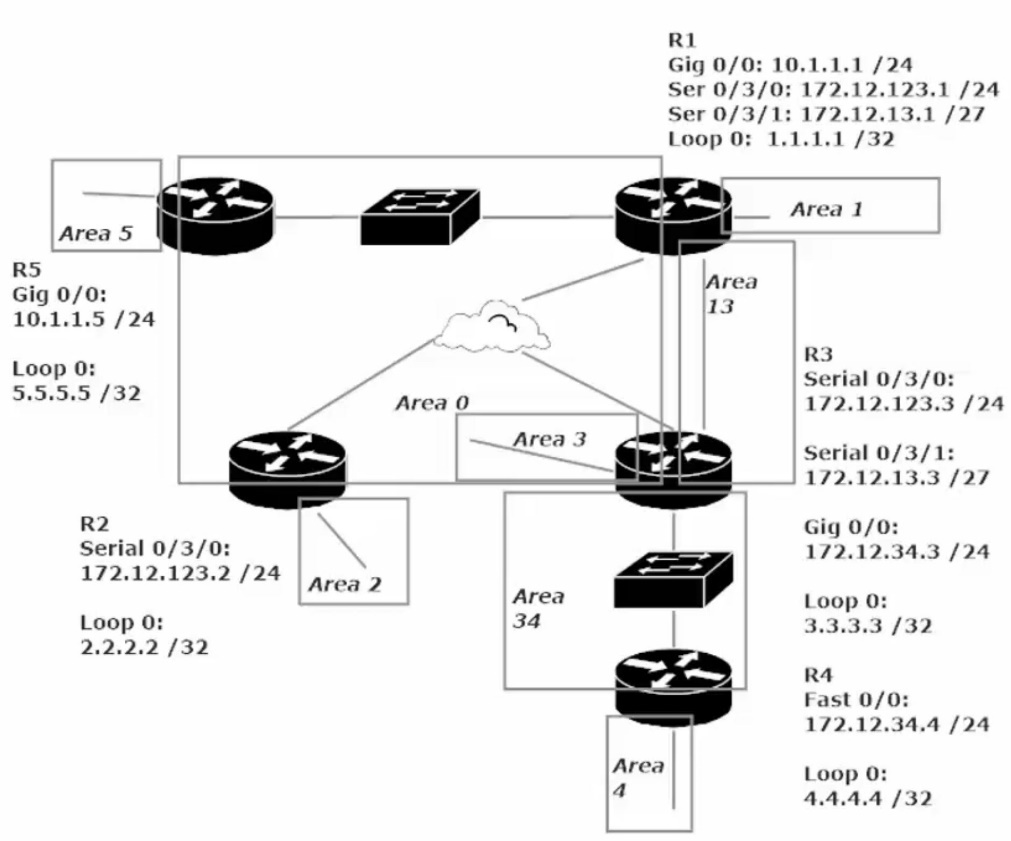 R1
Gig 0/0: 10.1.1.1 /24
Ser 0/3/0: 172.12.123.1 /24
Ser 0/3/1: 172.12.13.1 /27
Loop 0:  1.1.1.1 /32
Area 5
Area 1
R5
Gig 0/0:
10.1.1.5 /24
Loop 0:
5.5.5.5 /32
Area
13
Area 0
Area 3
R3
Serial 0/3/0:
172.12.123.3 /24
Serial 0/3/1:
172.12.13.3 /27
Gig 0/0:
172.12.34.3 /24
Loop 0:
3.3.3.3 /32
R2
Serial 0/3/0:
172.12.123.2 /24
Loop 0:
2.2.2.2 /32
Area 2
Area
34
R4
Fast 0/0:
172.12.34.4 /24
Loop 0:
4.4.4.4 /32
Area
4